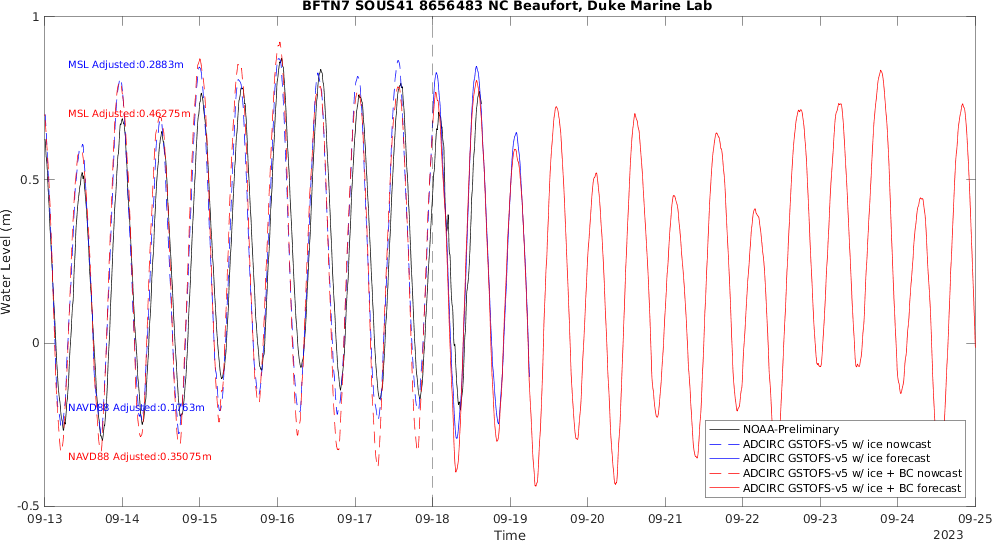 BFTN7 SOUS41 8656483 NC Beaufort, Duke Marine Lab
1
0.5
0
-0.5
Water Level (m)
MSL Adjusted:0.2883m
MSL Adjusted:0.46275m
NAVD88 Adjusted:0.1763m
NAVD88 Adjusted:0.35075m
NOAA-Preliminary
ADCIRC GSTOFS-v5 w/ ice nowcast
ADCIRC GSTOFS-v5 w/ ice forecast
ADCIRC GSTOFS-v5 w/ ice + BC nowcast
ADCIRC GSTOFS-v5 w/ ice + BC forecast
09-13 09-14 09-15 09-16 09-17 09-18 09-19 09-20 09-21 09-22 09-23 09-24 09-25
Time
2023